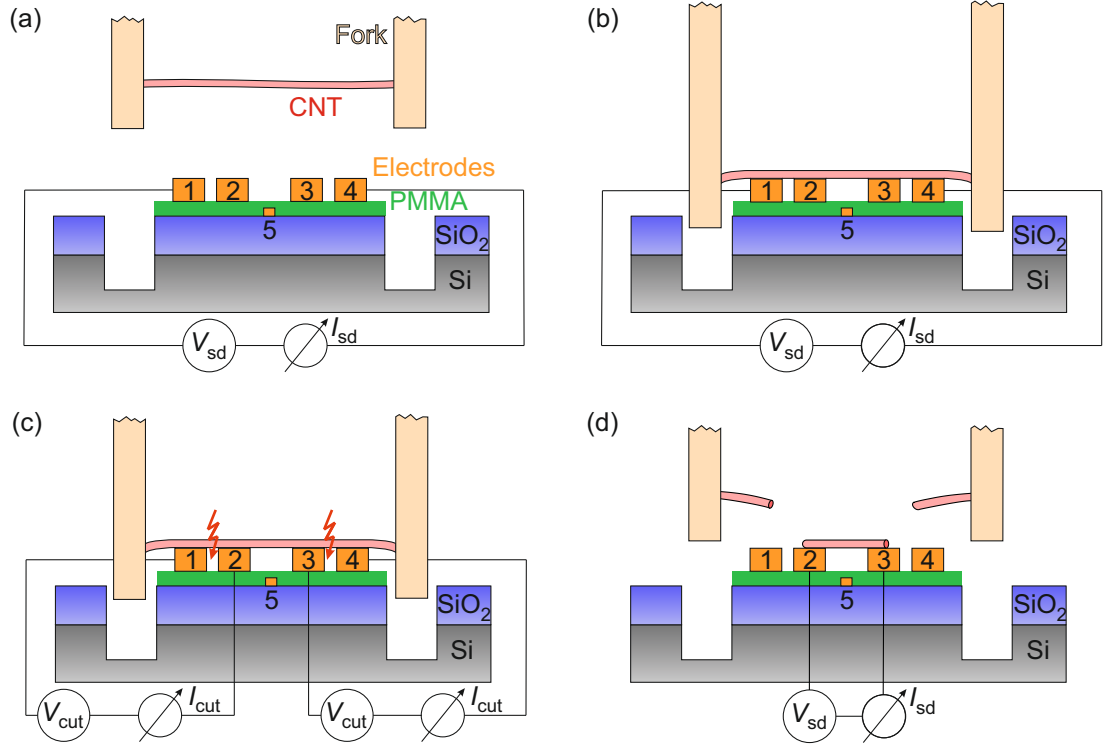 (a)
Fork
CNT
Electrodes
1 2 3 4
PMMA
5
SiO2
Si
Vsd
Isd
(b)
1 2 3 4
5
SiO2
Si
Vsd
Isd
(c)
1 2 3 4
5
SiO2
Si
Vcut
Icut
Vcut
Icut
(d)
1 2 3 4
5
SiO2
Si
Vsd
Isd